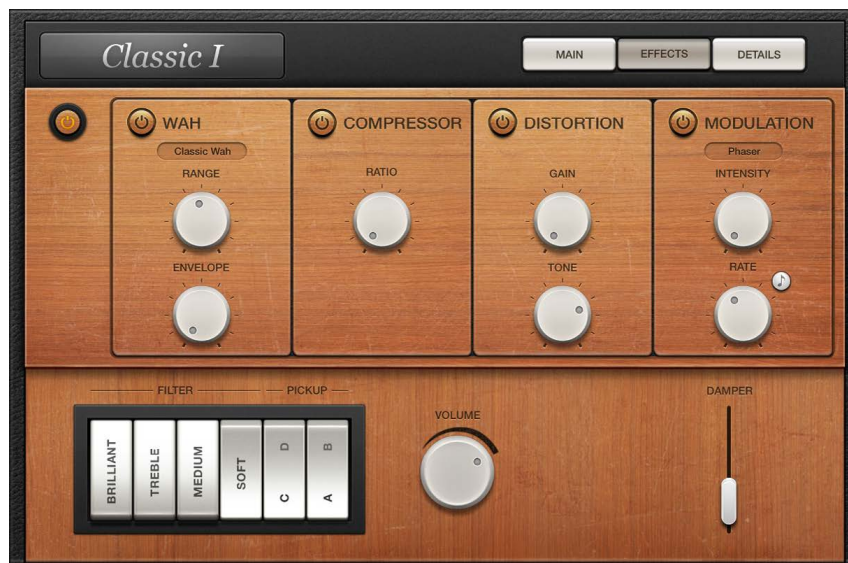 Classic I
MAIN EFFECTS DETAILS
WAH COMPRESSOR DISTORTION MODULATION
Classic Wah Phaser
RANGE RATIO GAIN INTENSITY
ENVELOPE TONE RATE
FILTER PICKUP DAMPER
VOLUME
BRILLIANT TREBLE MEDIUM SOFT
D B
C A